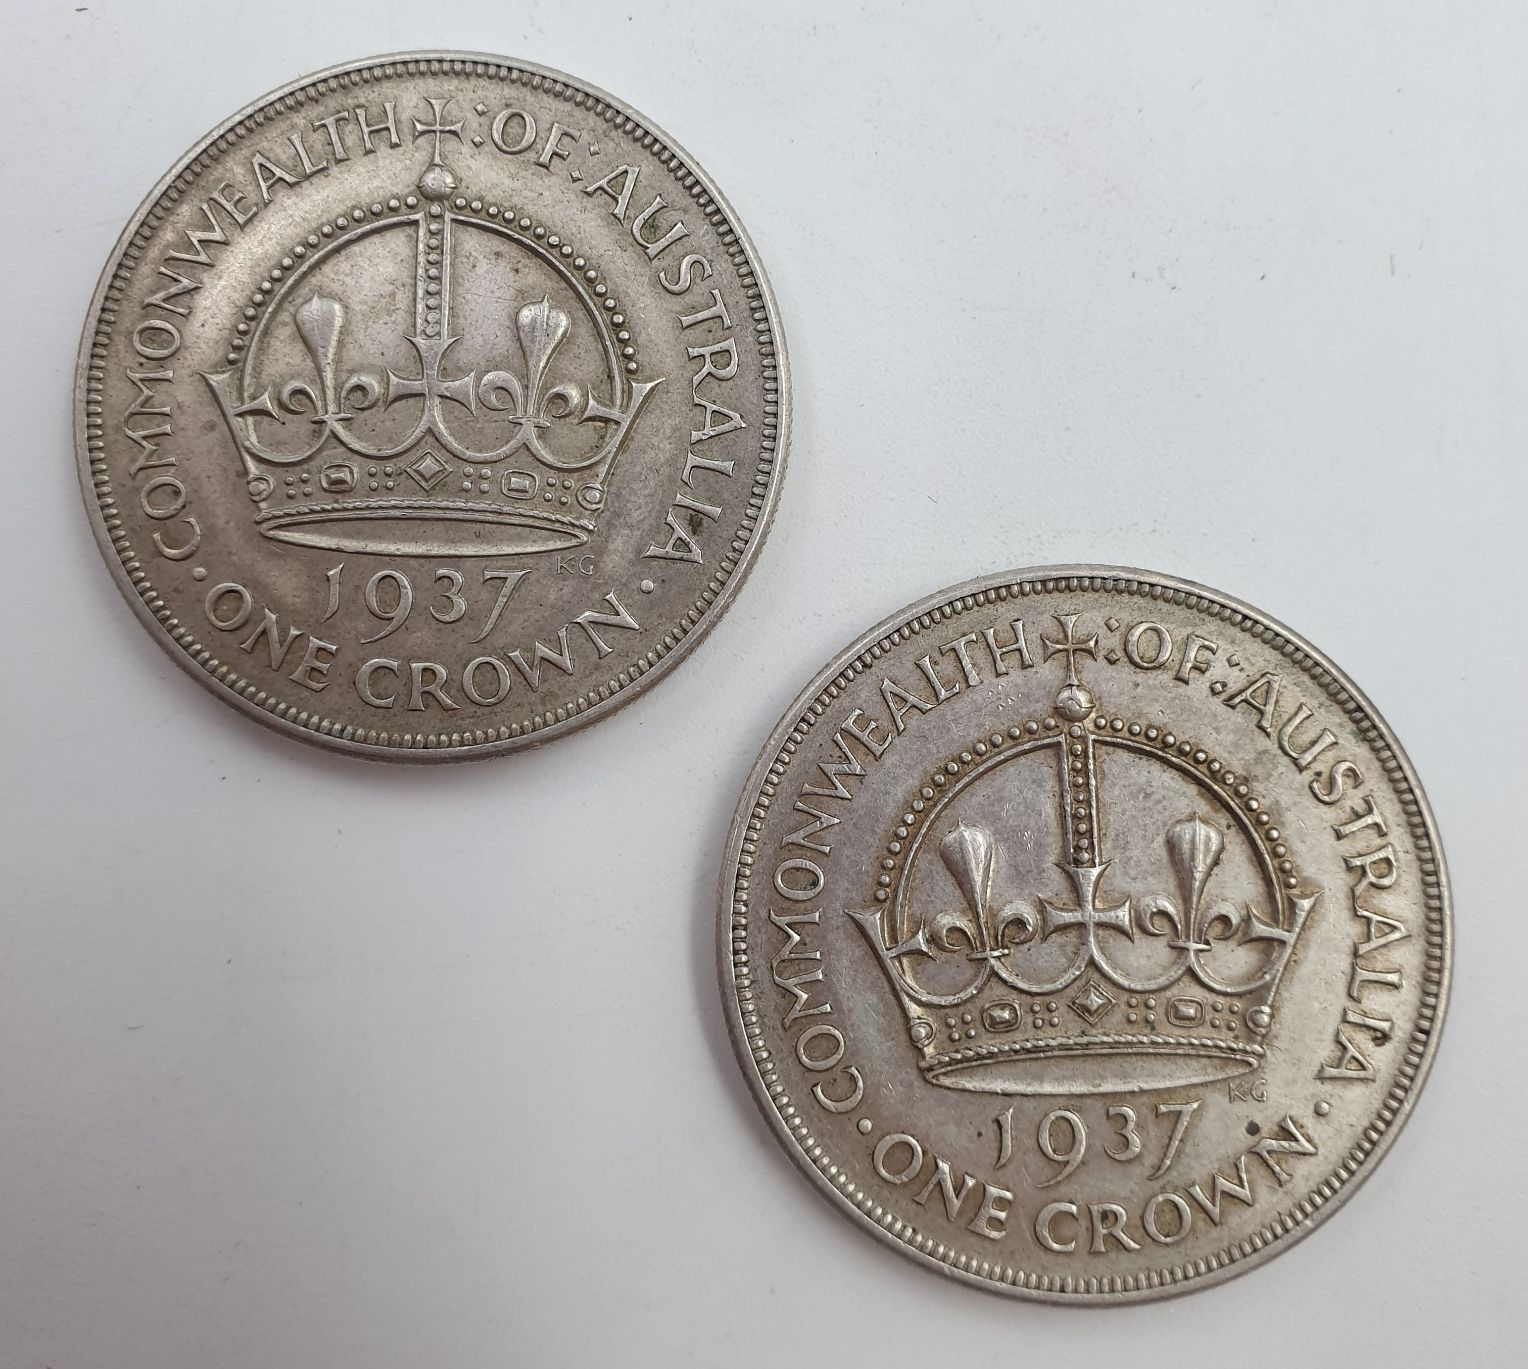 COMMONWEALTH :OF: AUSTRALIA
KG
1937
· ONE CROWN ·
COMMONWEALTH :OF: AUSTRALIA
KG
1937
· ONE CROWN ·